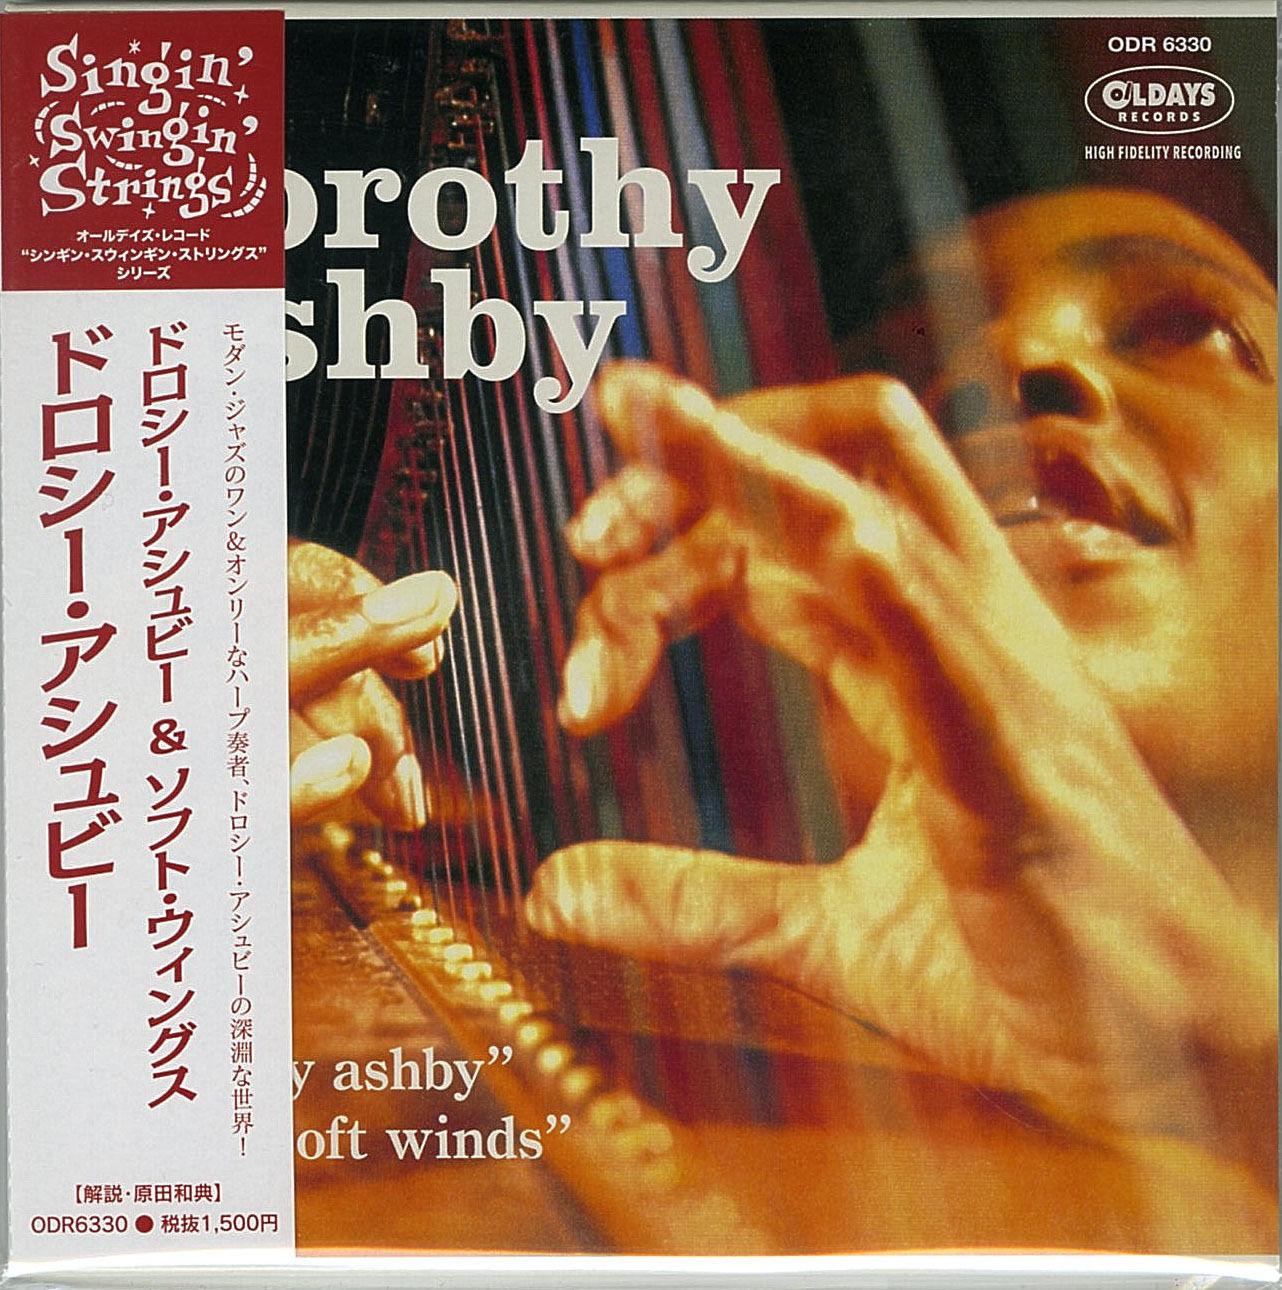 Singin'
Swingin'
Strings
オールデイズ・レコード
“シンギン・スウィンギン・ストリングス”
シリーズ
モダン・ジャズのワン&オンリーなハープ奏者、ドロシー・アシュビーの深淵な世界!
ドロシー・アシュビー & ソフト・ウィングス
ドロシー・アシュビー
【解説・原田和典】
ODR6330 ● 税抜1,500円
ODR 6330
OLDAYS
RECORDS
HIGH FIDELITY RECORDING
orothy
shby
y ashby”
oft winds”